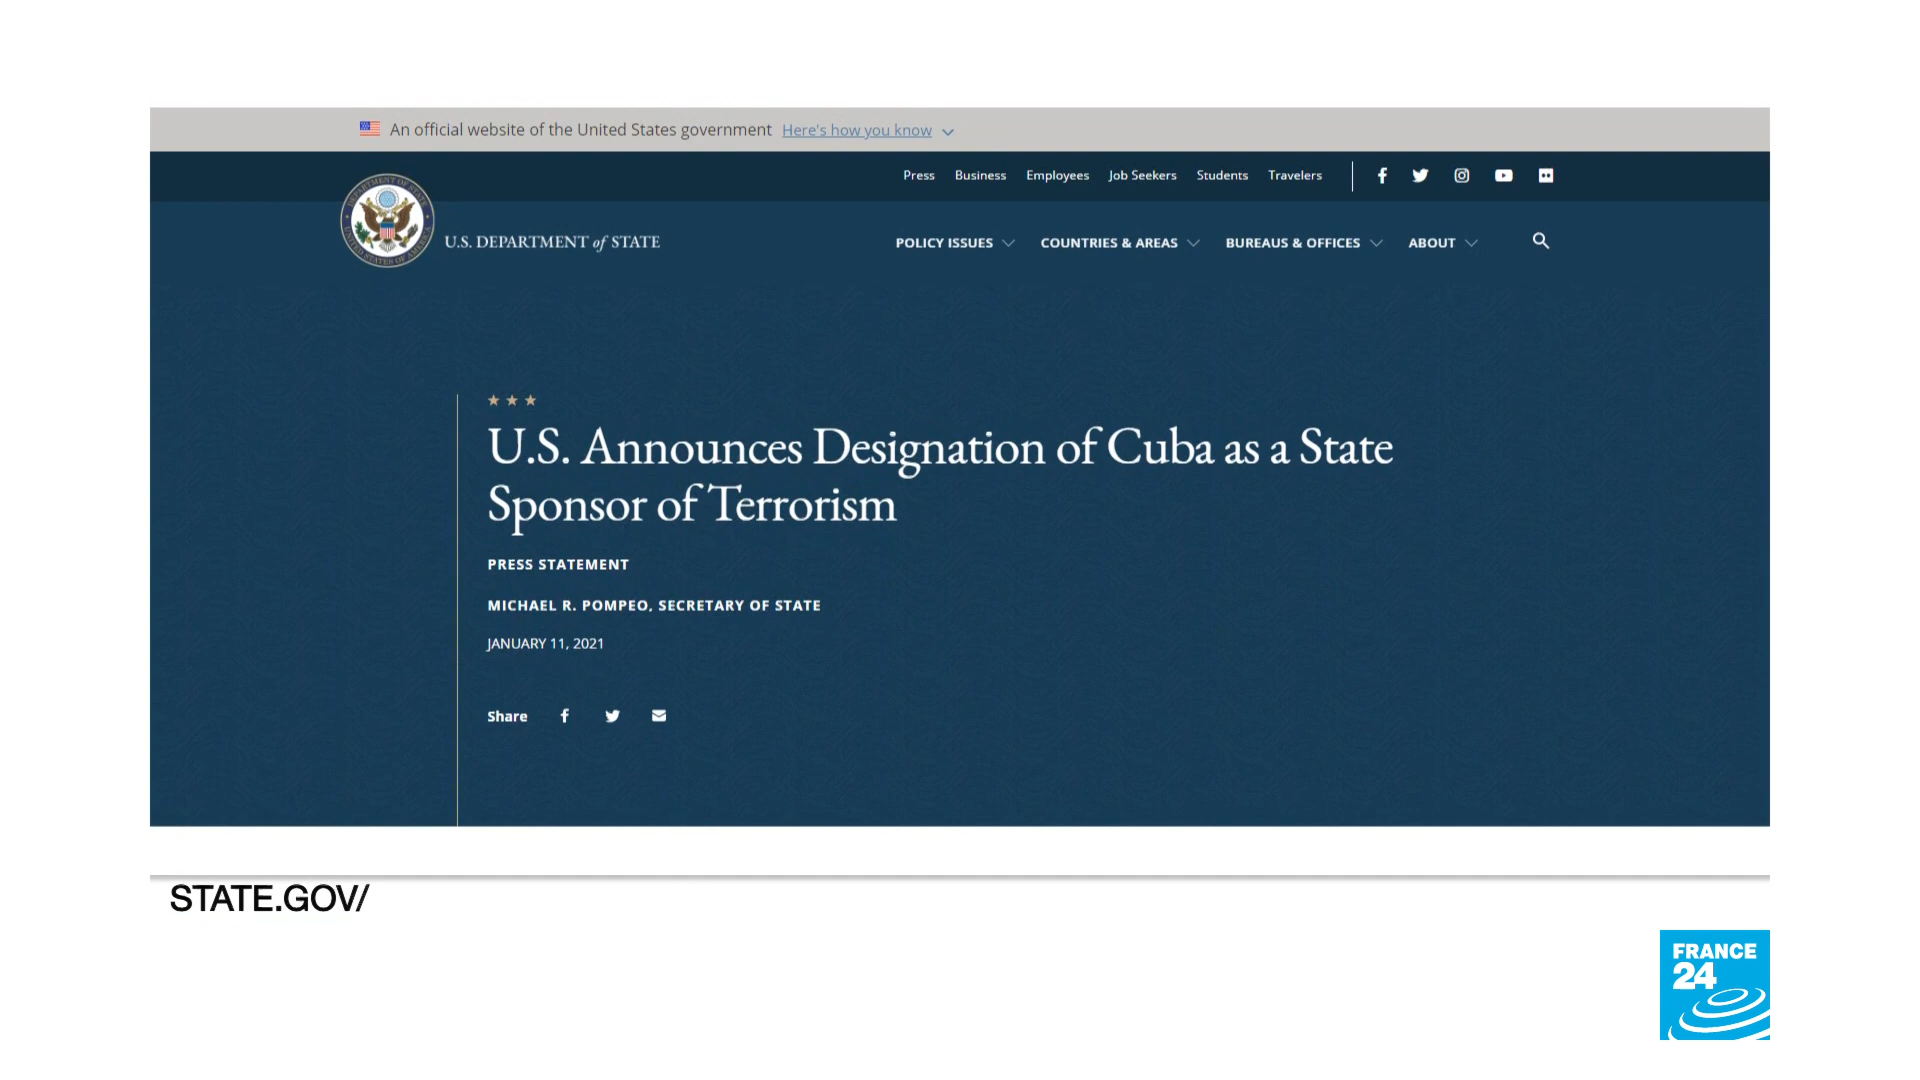 An official website of the United States government Here's how you know
Press Business Employees Job Seekers Students Travelers
U.S. DEPARTMENT of STATE
POLICY ISSUES COUNTRIES & AREAS BUREAUS & OFFICES ABOUT
U.S. Announces Designation of Cuba as a State
Sponsor of Terrorism
PRESS STATEMENT
MICHAEL R. POMPEO, SECRETARY OF STATE
JANUARY 11, 2021
Share
STATE.GOV/
FRANCE
24